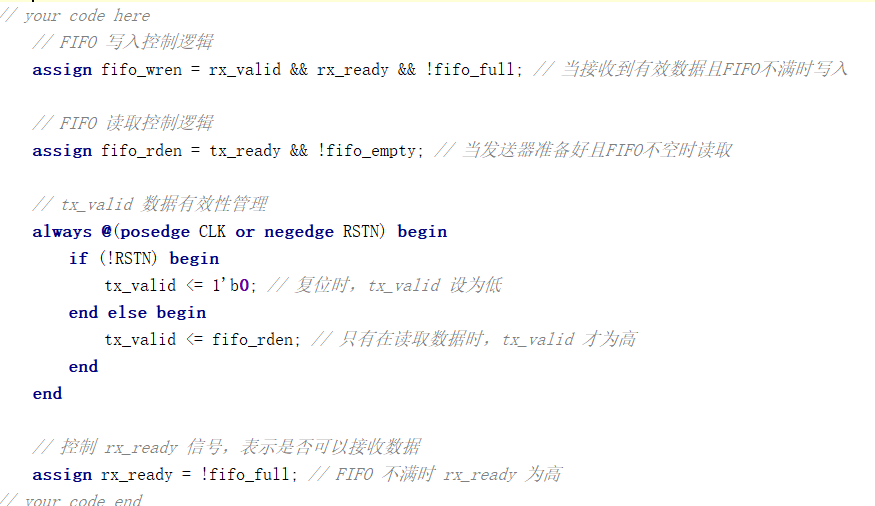 // your code here
// FIFO 写入控制逻辑
assign fifo_wren = rx_valid && rx_ready && !fifo_full; // 当接收到有效数据且FIFO不满时写入
// FIFO 读取控制逻辑
assign fifo_rden = tx_ready && !fifo_empty; // 当发送器准备好且FIFO不空时读取
// tx_valid 数据有效性管理
always @(posedge CLK or negedge RSTN) begin
if (!RSTN) begin
tx_valid <= 1'b0; // 复位时，tx_valid 设为低
end else begin
tx_valid <= fifo_rden; // 只有在读取数据时，tx_valid 才为高
end
end
// 控制 rx_ready 信号，表示是否可以接收数据
assign rx_ready = !fifo_full; // FIFO 不满时 rx_ready 为高
// your code end